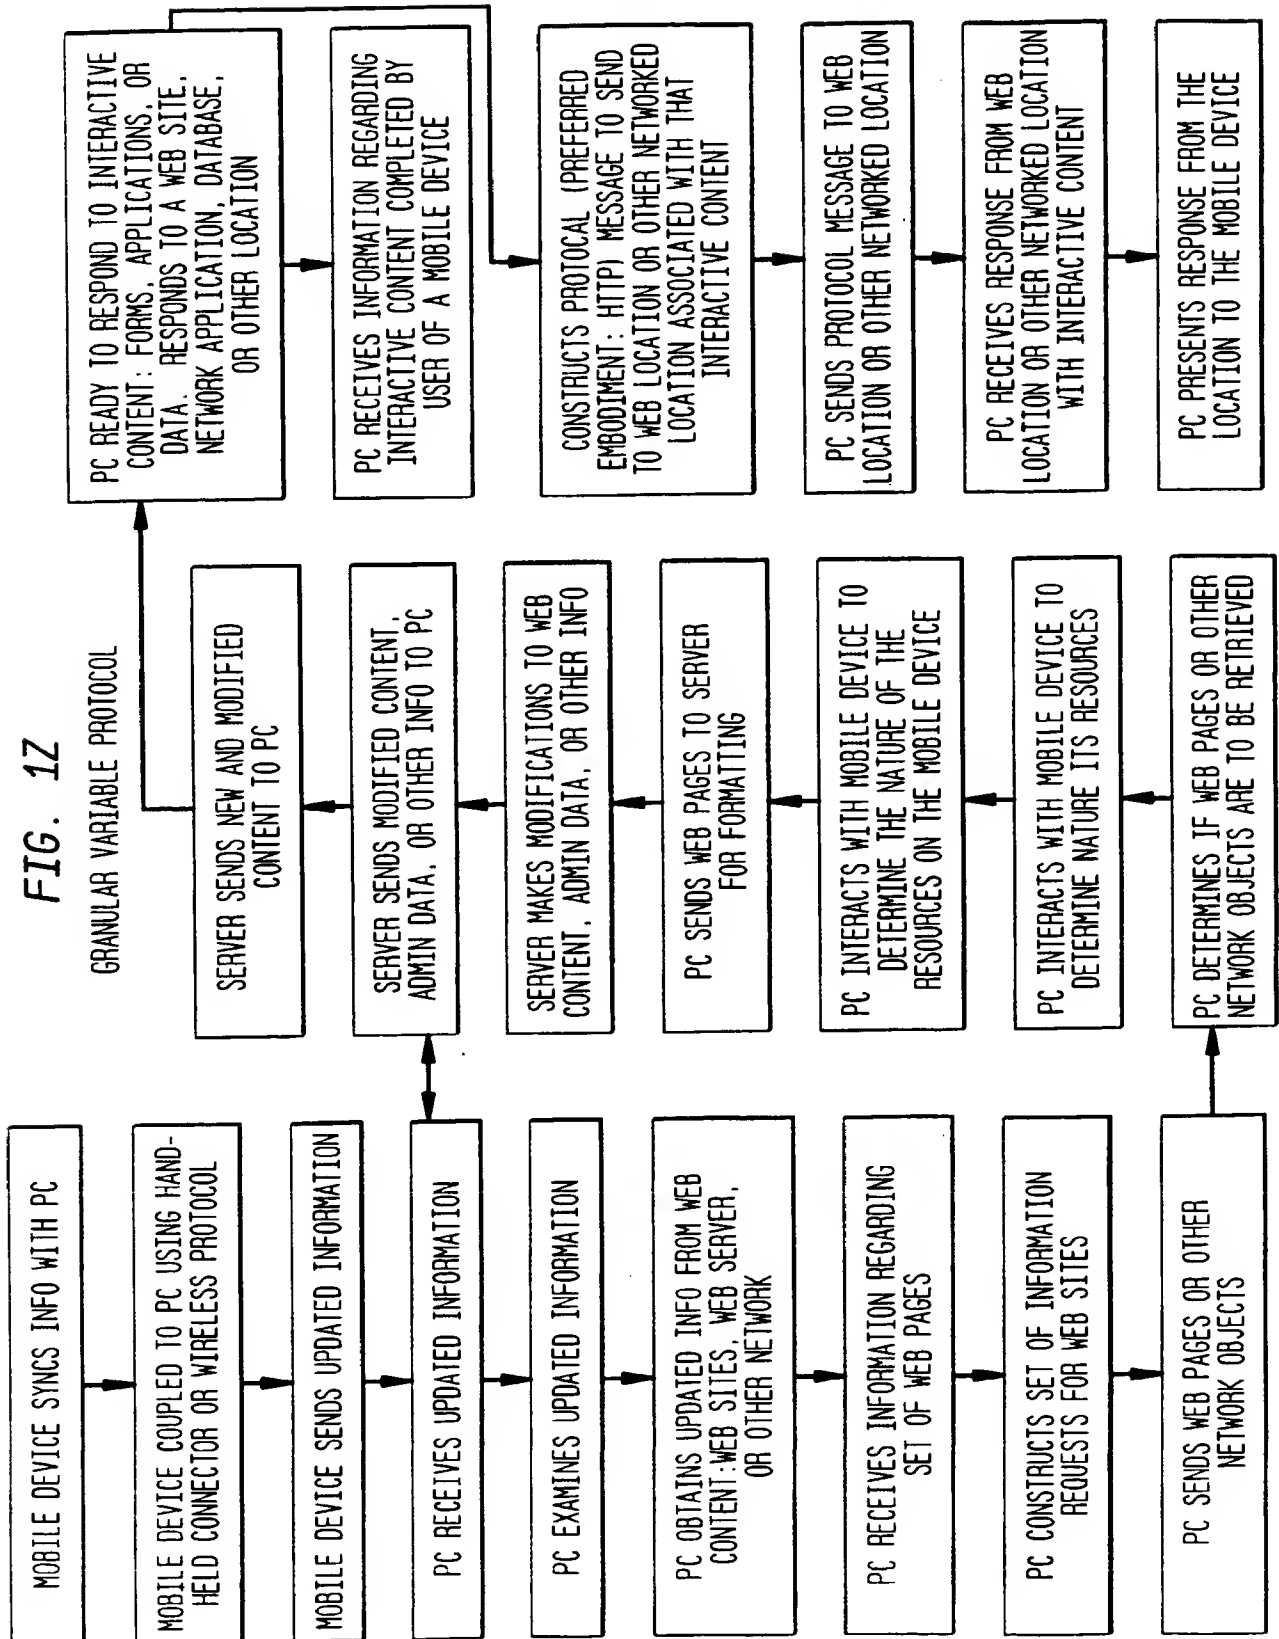 FIG. 1Z
GRANULAR VARIABLE PROTOCOL
MOBILE DEVICE SYNCS INFO WITH PC
MOBILE DEVICE COUPLED TO PC USING HAND-
HELD CONNECTOR OR WIRELESS PROTOCOL
MOBILE DEVICE SENDS UPDATED INFORMATION
PC RECEIVES UPDATED INFORMATION
PC EXAMINES UPDATED INFORMATION
PC OBTAINS UPDATED INFO FROM WEB
CONTENT:WEB SITES, WEB SERVER,
OR OTHER NETWORK
PC RECEIVES INFORMATION REGARDING
SET OF WEB PAGES
PC CONSTRUCTS SET OF INFORMATION
REQUESTS FOR WEB SITES
PC SENDS WEB PAGES OR OTHER
NETWORK OBJECTS
PC DETERMINES IF WEB PAGES OR OTHER
NETWORK OBJECTS ARE TO BE RETRIEVED
PC INTERACTS WITH MOBILE DEVICE TO
DETERMINE NATURE ITS RESOURCES
PC INTERACTS WITH MOBILE DEVICE TO
DETERMINE THE NATURE OF THE
RESOURCES ON THE MOBILE DEVICE
PC SENDS WEB PAGES TO SERVER
FOR FORMATTING
SERVER MAKES MODIFICATIONS TO WEB
CONTENT, ADMIN DATA, OR OTHER INFO
SERVER SENDS MODIFIED CONTENT,
ADMIN DATA, OR OTHER INFO TO PC
SERVER SENDS NEW AND MODIFIED
CONTENT TO PC
PC READY TO RESPOND TO INTERACTIVE
CONTENT: FORMS, APPLICATIONS, OR
DATA. RESPONDS TO A WEB SITE,
NETWORK APPLICATION, DATABASE,
OR OTHER LOCATION
PC RECEIVES INFORMATION REGARDING
INTERACTIVE CONTENT COMPLETED BY
USER OF A MOBILE DEVICE
CONSTRUCTS PROTOCAL (PREFERRED
EMBODIMENT: HTTP) MESSAGE TO SEND
TO WEB LOCATION OR OTHER NETWORKED
LOCATION ASSOCIATED WITH THAT
INTERACTIVE CONTENT
PC SENDS PROTOCOL MESSAGE TO WEB
LOCATION OR OTHER NETWORKED LOCATION
PC RECEIVES RESPONSE FROM WEB
LOCATION OR OTHER NETWORKED LOCATION
WITH INTERACTIVE CONTENT
PC PRESENTS RESPONSE FROM THE
LOCATION TO THE MOBILE DEVICE